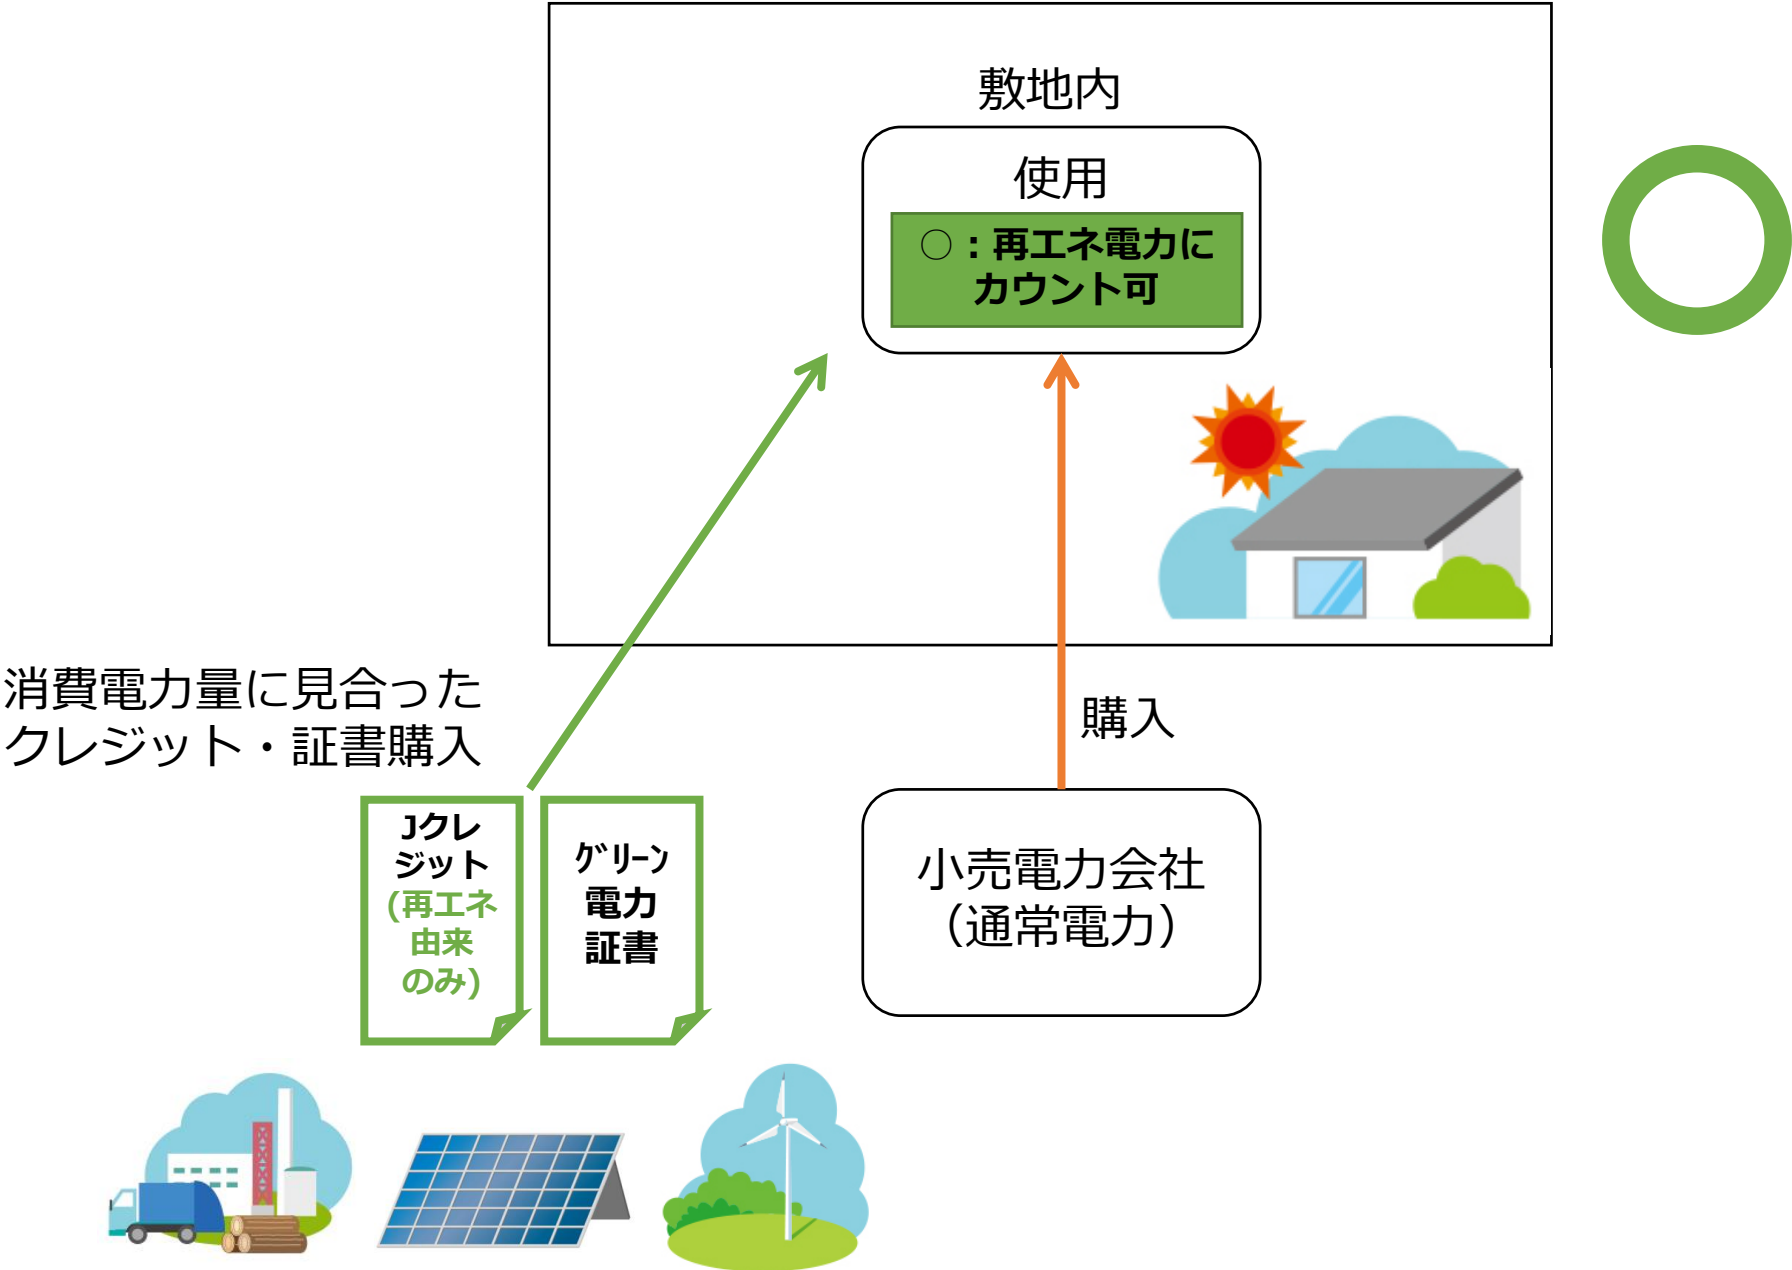 敷地内
使用
○：再エネ電力に
カウント可
消費電力量に見合った
クレジット・証書購入
購入
Jクレ
ジット
(再エネ
由来
のみ)
ｸﾞﾘｰﾝ
電力
証書
小売電力会社
（通常電力）